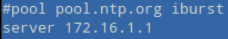 #pool pool.ntp.org iburst
server 172.16.1.1